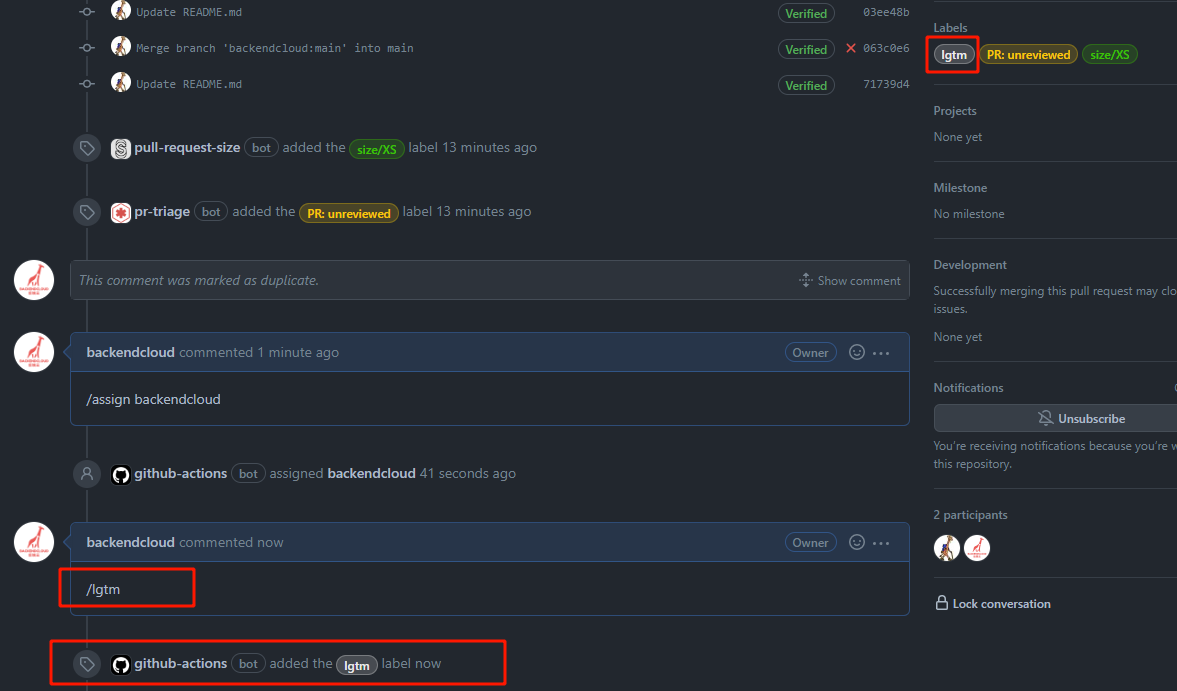 Update README.md Verified 03ee48b
Merge branch 'backendcloud:main' into main Verified 063c0e6
Update README.md Verified 71739d4
pull-request-size bot added the size/XS label 13 minutes ago
pr-triage bot added the PR: unreviewed label 13 minutes ago
This comment was marked as duplicate. Show comment
backendcloud commented 1 minute ago Owner
/assign backendcloud
github-actions bot assigned backendcloud 41 seconds ago
backendcloud commented now Owner
/lgtm
github-actions bot added the lgtm label now
Labels
lgtm PR: unreviewed size/XS
Projects
None yet
Milestone
No milestone
Development
Successfully merging this pull request may clo
issues.
None yet
Notifications
Unsubscribe
You're receiving notifications because you're w
this repository.
2 participants
Lock conversation